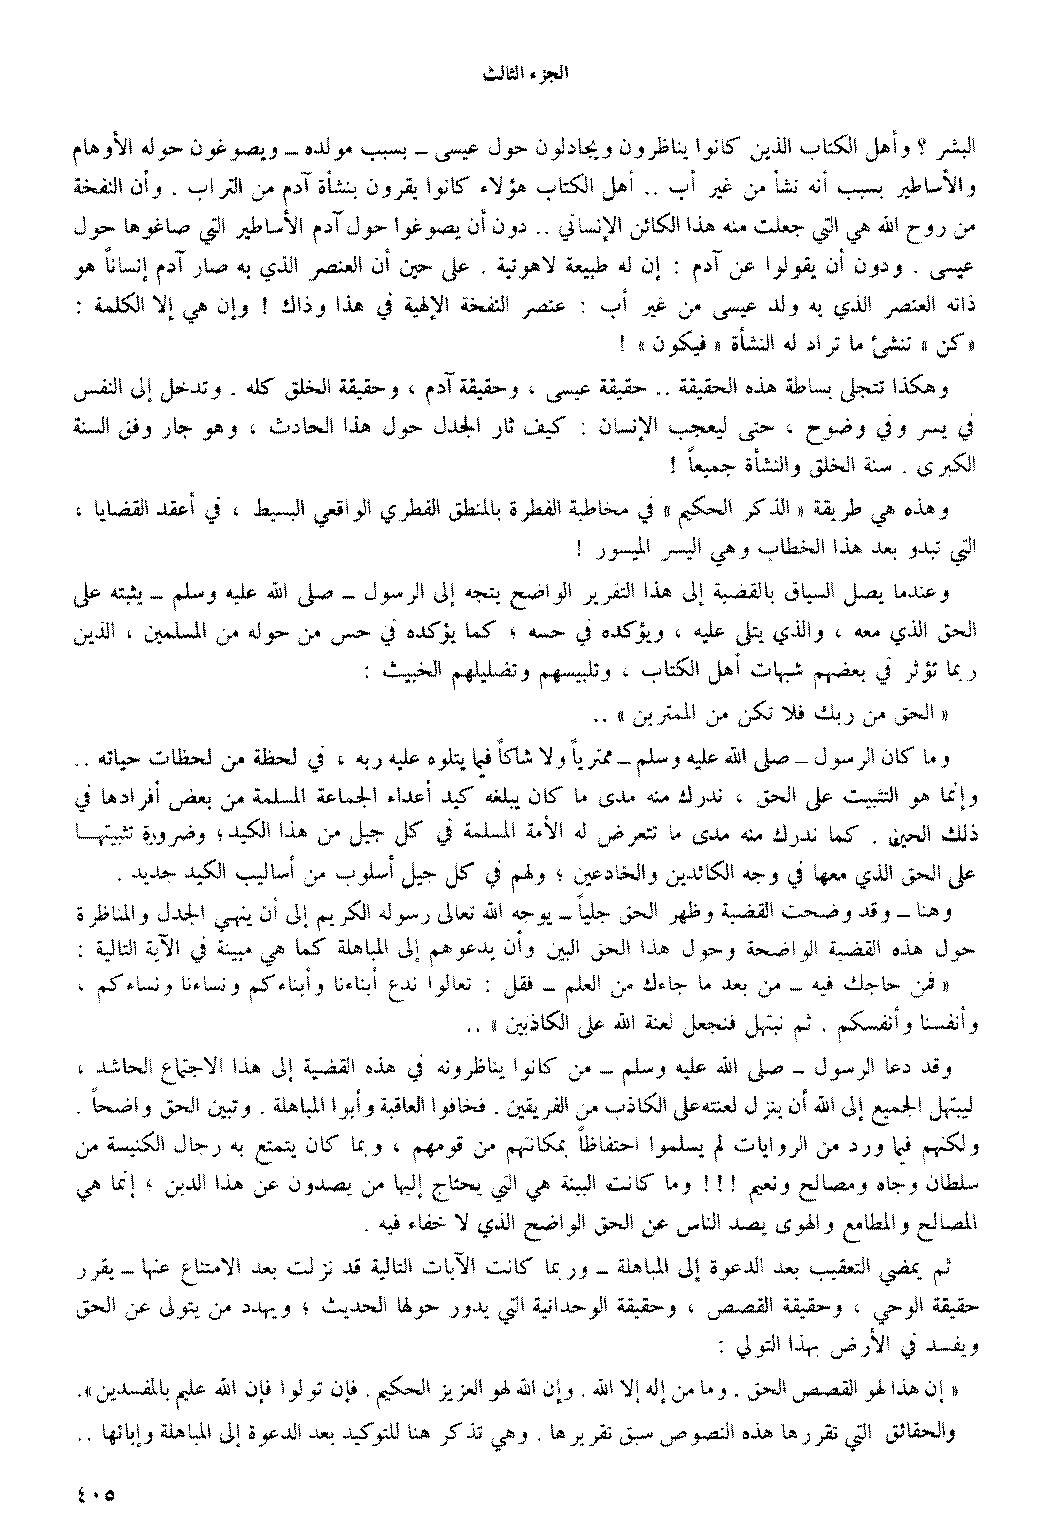 الجزء الثالث
البشر ؟ وأهل الكتاب الذين كانوا يناظرون ويجادلون حول عيسى – بسبب مولده – ويصوغون حوله الأوهام
والأساطير بسبب أنه نشأ من غير أب .. أهل الكتاب هؤلاء كانوا يقرون بنشأة آدم من التراب . وأن النفخة
من روح الله هي التي جعلت منه هذا الكائن الإنساني .. دون أن يصوغوا حول آدم الأساطير التي صاغوها حول
عيسى . ودون أن يقولوا عن آدم : إن له طبيعة لاهوتية . على حين أن العنصر الذي به صار آدم إنساناً هو
ذاته العنصر الذي به ولد عيسى من غير أب : عنصر النفخة الإلهية في هذا وذاك ! وإن هي إلا الكلمة :
« كن » تنشئ ما تراد له النشأة « فيكون » !
وهكذا تتجلى بساطة هذه الحقيقة .. حقيقة عيسى ، وحقيقة آدم ، وحقيقة الخلق كله . وتدخل إلى النفس
في يسر وفي وضوح ، حتى ليعجب الإنسان : كيف ثار الجدل حول هذا الحادث ، وهو جار وفق السنة
الكبرى . سنة الخلق والنشأة جميعاً !
وهذه هي طريقة « الذكر الحكيم » في مخاطبة الفطرة بالمنطق الفطري الواقعي البسيط ، في أعقد القضايا ،
التي تبدو بعد هذا الخطاب وهي اليسر الميسور !
وعندما يصل السياق بالقضية إلى هذا التقرير الواضح يتجه إلى الرسول – صلى الله عليه وسلم – يثبته على
الحق الذي معه ، والذي يتلى عليه ، ويؤكده في حسه ؛ كما يؤكده في حس من حوله من المسلمين ، الذين
ربما تؤثر في بعضهم شبهات أهل الكتاب ، وتلبيسهم وتضليلهم الخبيث :
« الحق من ربك فلا تكن من الممترين » ..
وما كان الرسول – صلى الله عليه وسلم – ممترياً ولا شاكاً فيما يتلوه عليه ربه ، في لحظة من لحظات حياته ..
وإنما هو التثبيت على الحق ، ندرك منه مدى ما كان يبلغه كيد أعداء الجماعة المسلمة من بعض أفرادها في
ذلك الحين . كما ندرك منه مدى ما تتعرض له الأمة المسلمة في كل جيل من هذا الكيد؛ وضرورة تثبيتها
على الحق الذي معها في وجه الكائدين والخادعين ؛ ولهم في كل جيل أسلوب من أساليب الكيد جديد .
وهنا – وقد وضحت القضية وظهر الحق جلياً – يوجه الله تعالى رسوله الكريم إلى أن ينهي الجدل والمناظرة
حول هذه القضية الواضحة وحول هذا الحق البين وأن يدعوهم إلى المباهلة كما هي مبينة في الآية التالية :
« فمن حاجك فيه – من بعد ما جاءك من العلم – فقل : تعالوا ندع أبناءنا وأبناءكم ونساءنا ونساءكم ،
وأنفسنا وأنفسكم . ثم نبتهل فنجعل لعنة الله على الكاذبين » ..
وقد دعا الرسول – صلى الله عليه وسلم – من كانوا يناظرونه في هذه القضية إلى هذا الاجتماع الحاشد ،
ليبتهل الجميع إلى الله أن ينزل لعنته على الكاذب من الفريقين . فخافوا العاقبة وأبوا المباهلة . وتبين الحق واضحاً .
ولكنهم فيما ورد من الروايات لم يسلموا احتفاظاً بمكانتهم من قومهم ، وبما كان يتمتع به رجال الكنيسة من
سلطان وجاه ومصالح ونعيم !!! وما كانت البينة هي التي يحتاج إليها من يصدون عن هذا الدين ؛ إنما هي
المصالح والمطامع والهوى يصد الناس عن الحق الواضح الذي لا خفاء فيه .
ثم يمضي التعقيب بعد الدعوة إلى المباهلة – وربما كانت الآيات التالية قد نزلت بعد الامتناع عنها – يقرر
حقيقة الوحي ، وحقيقة القصص ، وحقيقة الوحدانية التي يدور حولها الحديث ؛ ويهدد من يتولى عن الحق
ويفسد في الأرض بهذا التولي :
« إن هذا لهو القصص الحق . وما من إله إلا الله . وإن الله لهو العزيز الحكيم . فإن تولوا فإن الله عليم بالمفسدين».
والحقائق التي تقررها هذه النصوص سبق تقريرها . وهي تذكر هنا للتوكيد بعد الدعوة إلى المباهلة وإبائها ..
٤٠٥